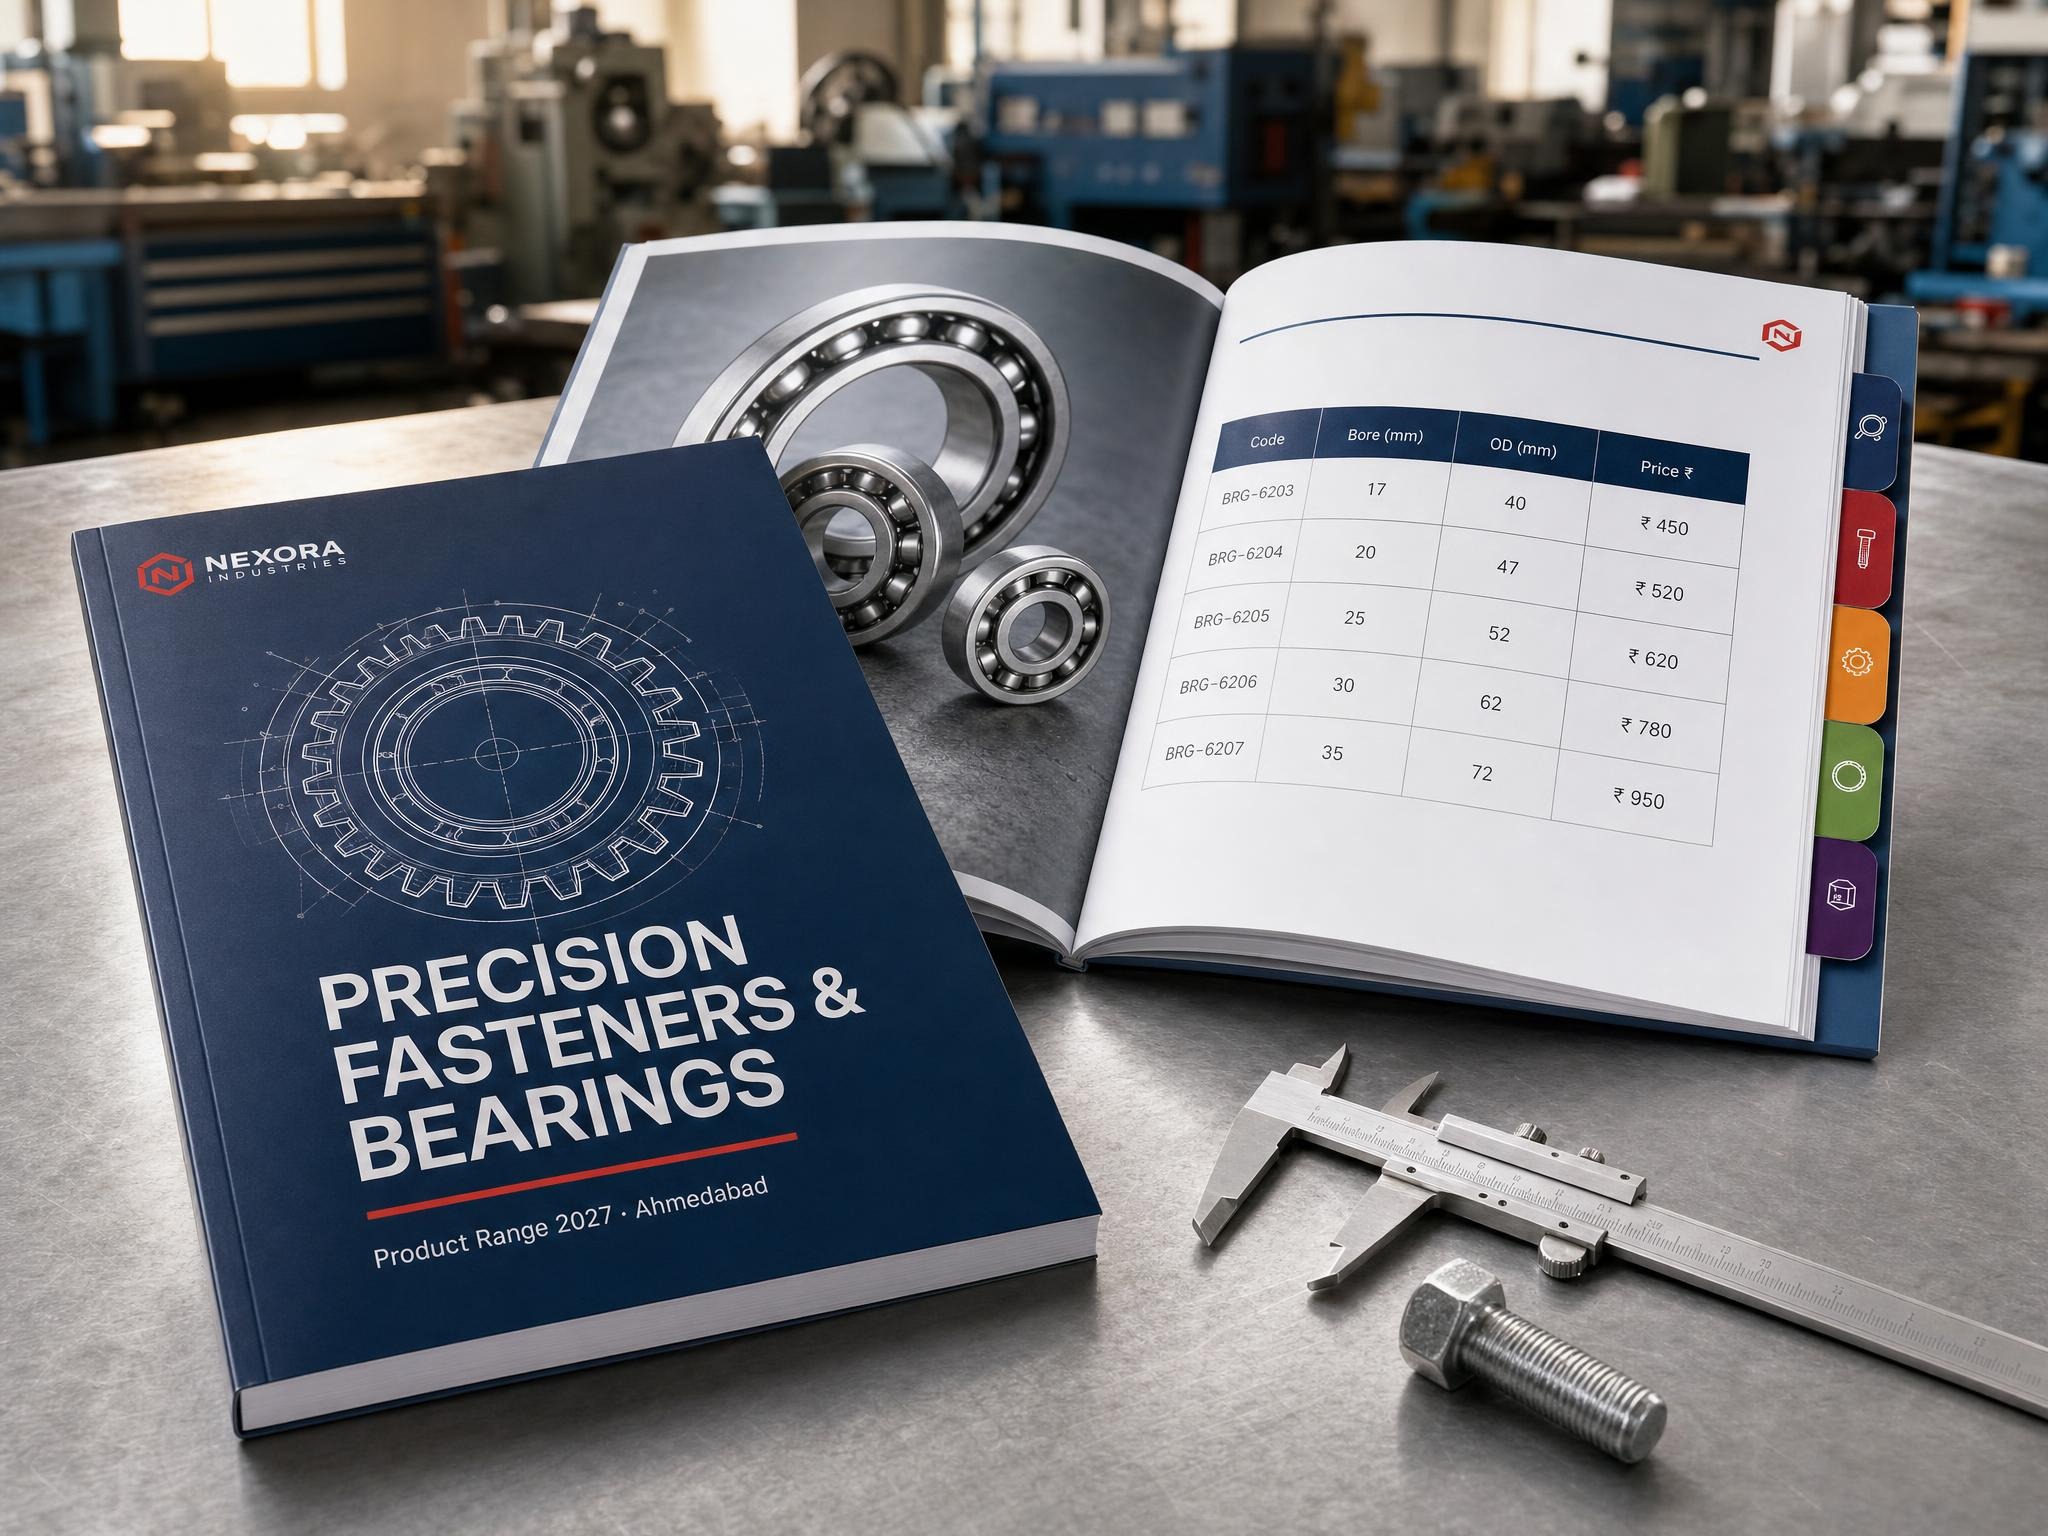 NEXORA
INDUSTRIES
PRECISION
FASTENERS &
BEARINGS
Product Range 2027 · Ahmedabad
Code Bore (mm) OD (mm) Price ₹
BRG-6203 17 40 ₹ 450
BRG-6204 20 47 ₹ 520
BRG-6205 25 52 ₹ 620
BRG-6206 30 62 ₹ 780
BRG-6207 35 72 ₹ 950